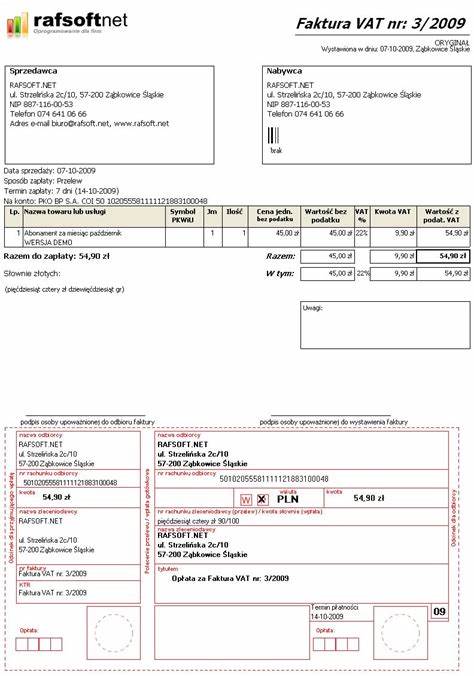 rafsoftnet
Oprogramowanie dla firm
Faktura VAT nr: 3/2009
ORYGINAŁ
Wystawiona w dniu: 07-10-2009, Ząbkowice Śląskie
Sprzedawca
RAFSOFT.NET
ul. Strzelińska 2c/10, 57-200 Ząbkowice Śląskie
NIP 887-116-00-53
Telefon 074 641 06 66
Adres e-mail biuro@rafsoft.net, www.rafsoft.net
Nabywca
RAFSOFT.NET
ul. Strzelińska 2c/10, 57-200 Ząbkowice Śląskie
NIP 887-116-00-53
Telefon 074 641 06 66
brak
Data sprzedaży: 07-10-2009
Sposób zapłaty: Przelew
Termin zapłaty: 7 dni (14-10-2009)
Na konto: PKO BP S.A. COI 50 102055581111121883100048
Lp. Nazwa towaru lub usługi Symbol PKWiU Jm Ilość Cena jedn. bez podatku Wartość bez podatku VAT % Kwota VAT Wartość z podat. VAT
1 Abonament za miesiąc październik WERSJA DEMO 1 45,00 zł 45,00 zł 22% 9,90 zł 54,90 zł
Razem do zapłaty: 54,90 zł Razem: 45,00 zł 9,90 zł 54,90 zł
Słownie złotych: W tym: 45,00 zł 22% 9,90 zł 54,90 zł
(pięćdziesiąt cztery zł dziewięćdziesiąt gr)
Uwagi:
podpis osoby upoważnionej do odbioru faktury
podpis osoby upoważnionej do wystawienia faktury
Odcinek dla przyjmującego wpłatę
nazwa odbiorcy
RAFSOFT.NET
ul. Strzelińska 2c/10
57-200 Ząbkowice Śląskie
nr rachunku odbiorcy
50102055581111121883100048
kwota
54,90 zł
nazwa zleceniodawcy
RAFSOFT.NET
ul. Strzelińska 2c/10
57-200 Ząbkowice Śląskie
nr faktury
Faktura VAT nr: 3/2009
KTR
Faktura VAT nr: 3/2009
Opłata:
Polecenie przelewu / wpłata gotówkowa
nazwa odbiorcy
RAFSOFT.NET
ul. Strzelińska 2c/10
57-200 Ząbkowice Śląskie
nr rachunku odbiorcy
50102055581111121883100048
W X waluta PLN kwota 54,90 zł
nr rachunku zleceniodawcy (przelew) / kwota słownie (wpłata)
pięćdziesiąt cztery zł 90/100
nazwa zleceniodawcy
RAFSOFT.NET
ul. Strzelińska 2c/10
57-200 Ząbkowice Śląskie
tytułem
Opłata za Faktura VAT nr: 3/2009
Termin płatności
14-10-2009
09
Opłata:
Odcinek dla odbiorcy